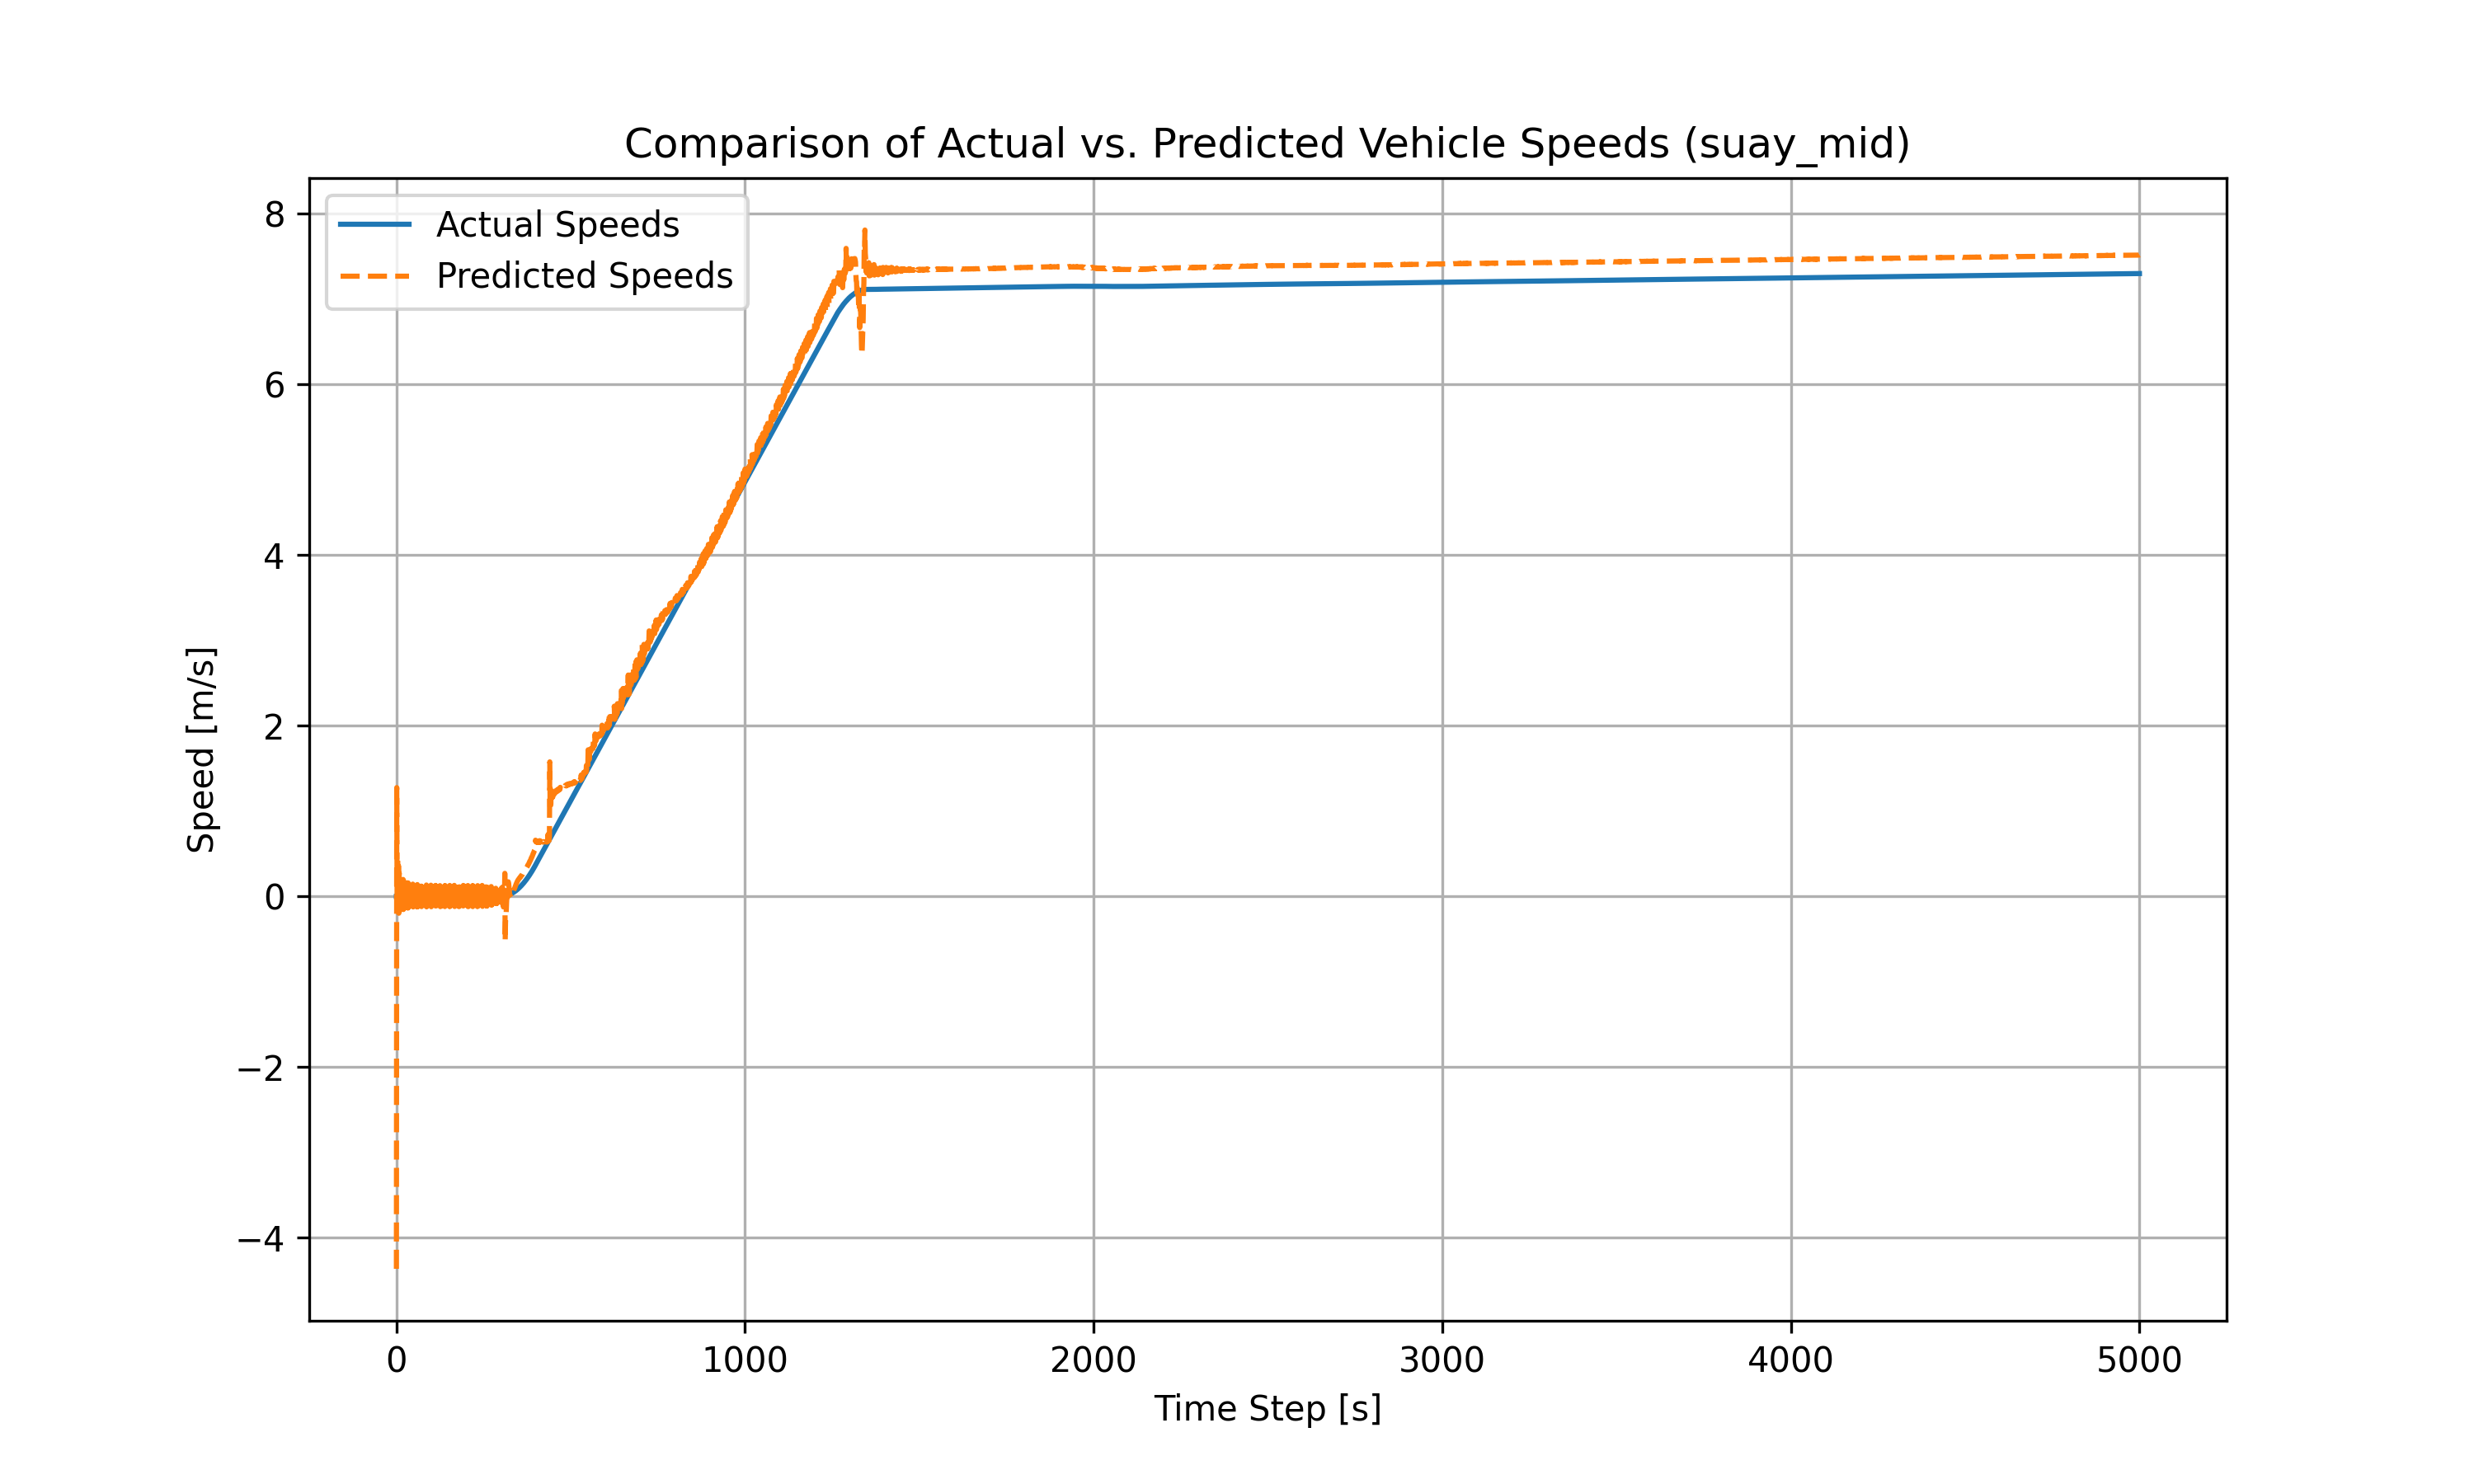 Comparison of Actual vs. Predicted Vehicle Speeds (suay_mid)
Actual Speeds
Predicted Speeds
8
6
4
2
0
−2
−4
Speed [m/s]
0 1000 2000 3000 4000 5000
Time Step [s]